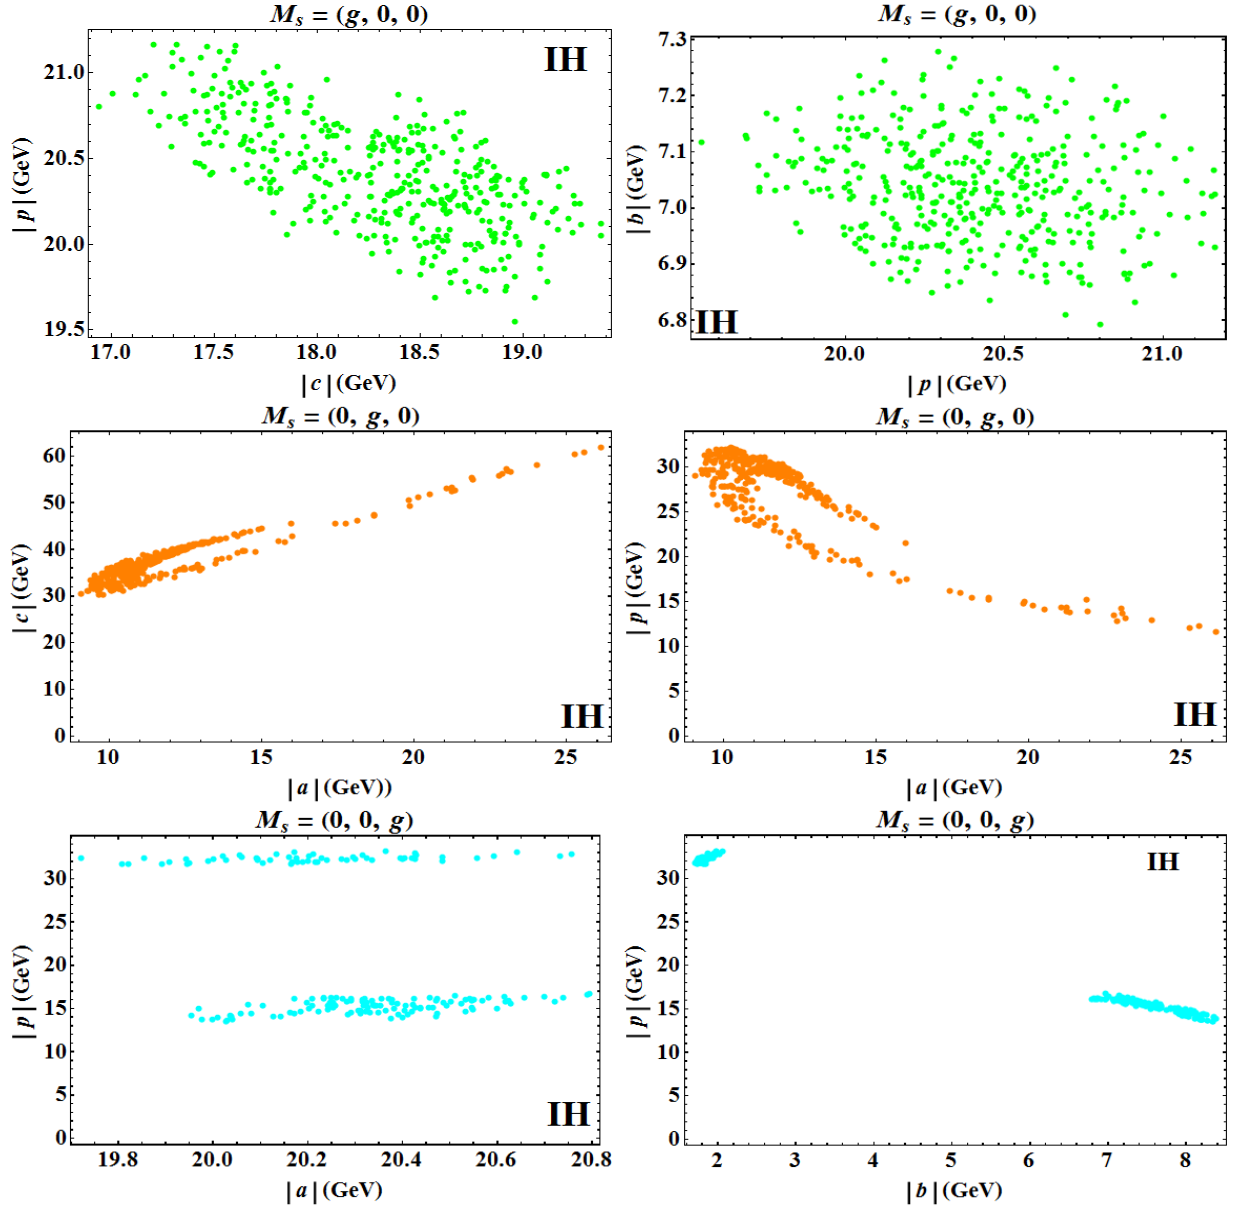 M_s = (g, 0, 0)
IH
| p | (GeV)
21.0
20.5
20.0
19.5
17.0 17.5 18.0 18.5 19.0
| c | (GeV)
M_s = (g, 0, 0)
| b | (GeV)
7.3
7.2
7.1
7.0
6.9
6.8
IH
20.0 20.5 21.0
| p | (GeV)
M_s = (0, g, 0)
| c | (GeV)
60
50
40
30
20
10
0
IH
10 15 20 25
| a | (GeV))
M_s = (0, g, 0)
| p | (GeV)
30
25
20
15
10
5
0
IH
10 15 20 25
| a | (GeV)
M_s = (0, 0, g)
| p | (GeV)
30
25
20
15
10
5
0
IH
19.8 20.0 20.2 20.4 20.6 20.8
| a | (GeV)
M_s = (0, 0, g)
IH
| p | (GeV)
30
25
20
15
10
5
0
2 3 4 5 6 7 8
| b | (GeV)